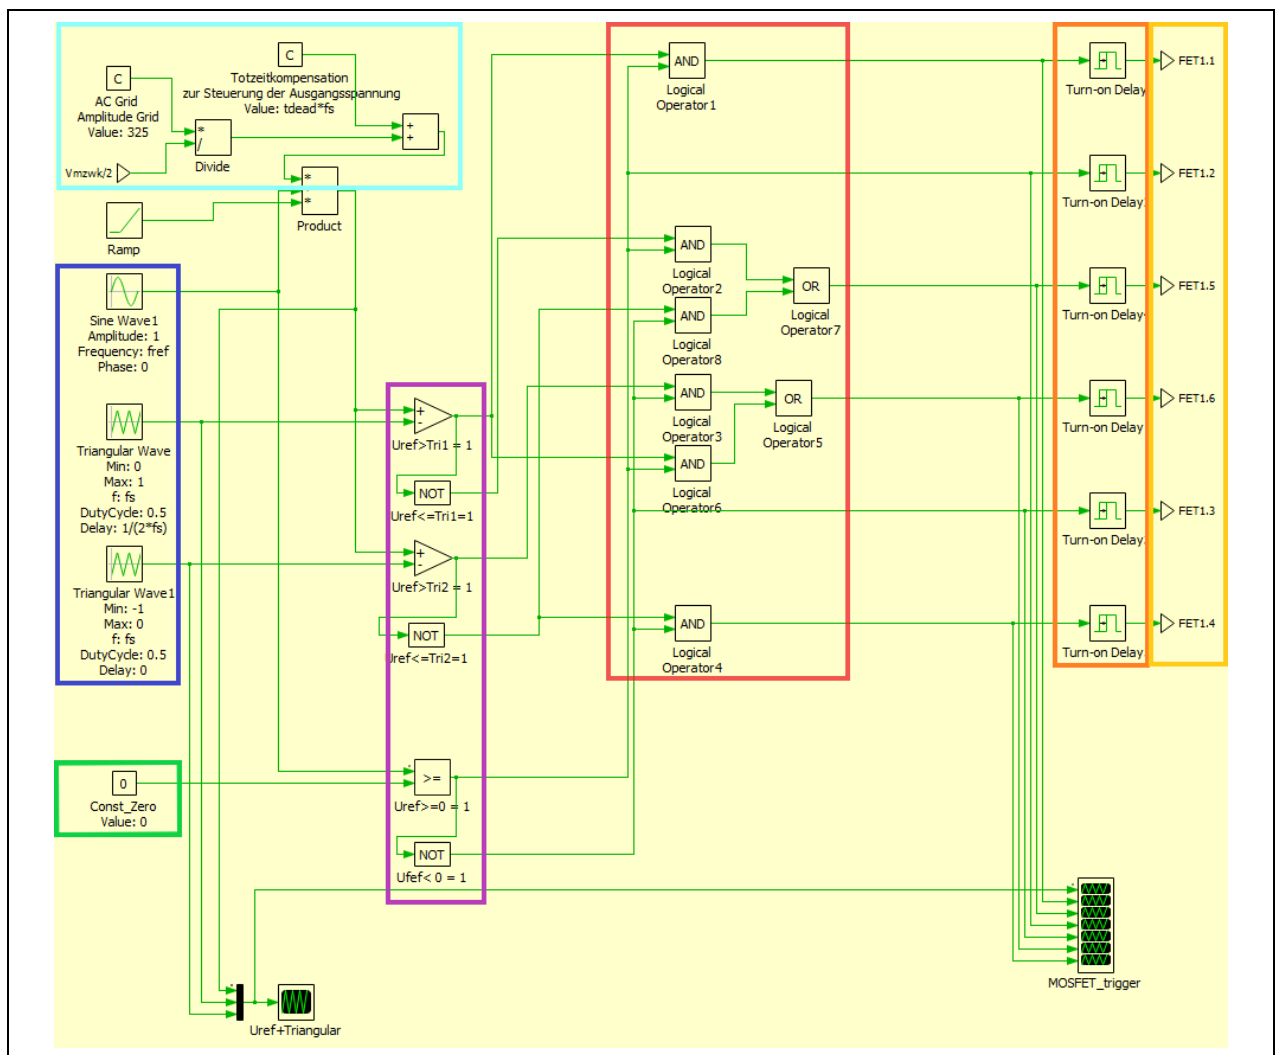 C
AC Grid
Amplitude Grid
Value: 325
C
Totzeitkompensation
zur Steuerung der Ausgangsspannung
Value: tdead*fs
*
/
Divide
+
+
Vmzwk/2
*
*
Product
Ramp
Sine Wave1
Amplitude: 1
Frequency: fref
Phase: 0
Triangular Wave
Min: 0
Max: 1
f: fs
DutyCycle: 0.5
Delay: 1/(2*fs)
Triangular Wave1
Min: -1
Max: 0
f: fs
DutyCycle: 0.5
Delay: 0
0
Const_Zero
Value: 0
+
-
Uref>Tri1 = 1
NOT
Uref<=Tri1=1
+
-
Uref>Tri2 = 1
NOT
Uref<=Tri2=1
>=
Uref>=0 = 1
NOT
Ufef< 0 = 1
AND
Logical
Operator1
AND
Logical
Operator2
AND
Logical
Operator8
OR
Logical
Operator7
AND
Logical
Operator3
AND
Logical
Operator6
OR
Logical
Operator5
AND
Logical
Operator4
Turn-on Delay
FET1.1
Turn-on Delay
FET1.2
Turn-on Delay
FET1.5
Turn-on Delay
FET1.6
Turn-on Delay
FET1.3
Turn-on Delay
FET1.4
MOSFET_trigger
Uref+Triangular